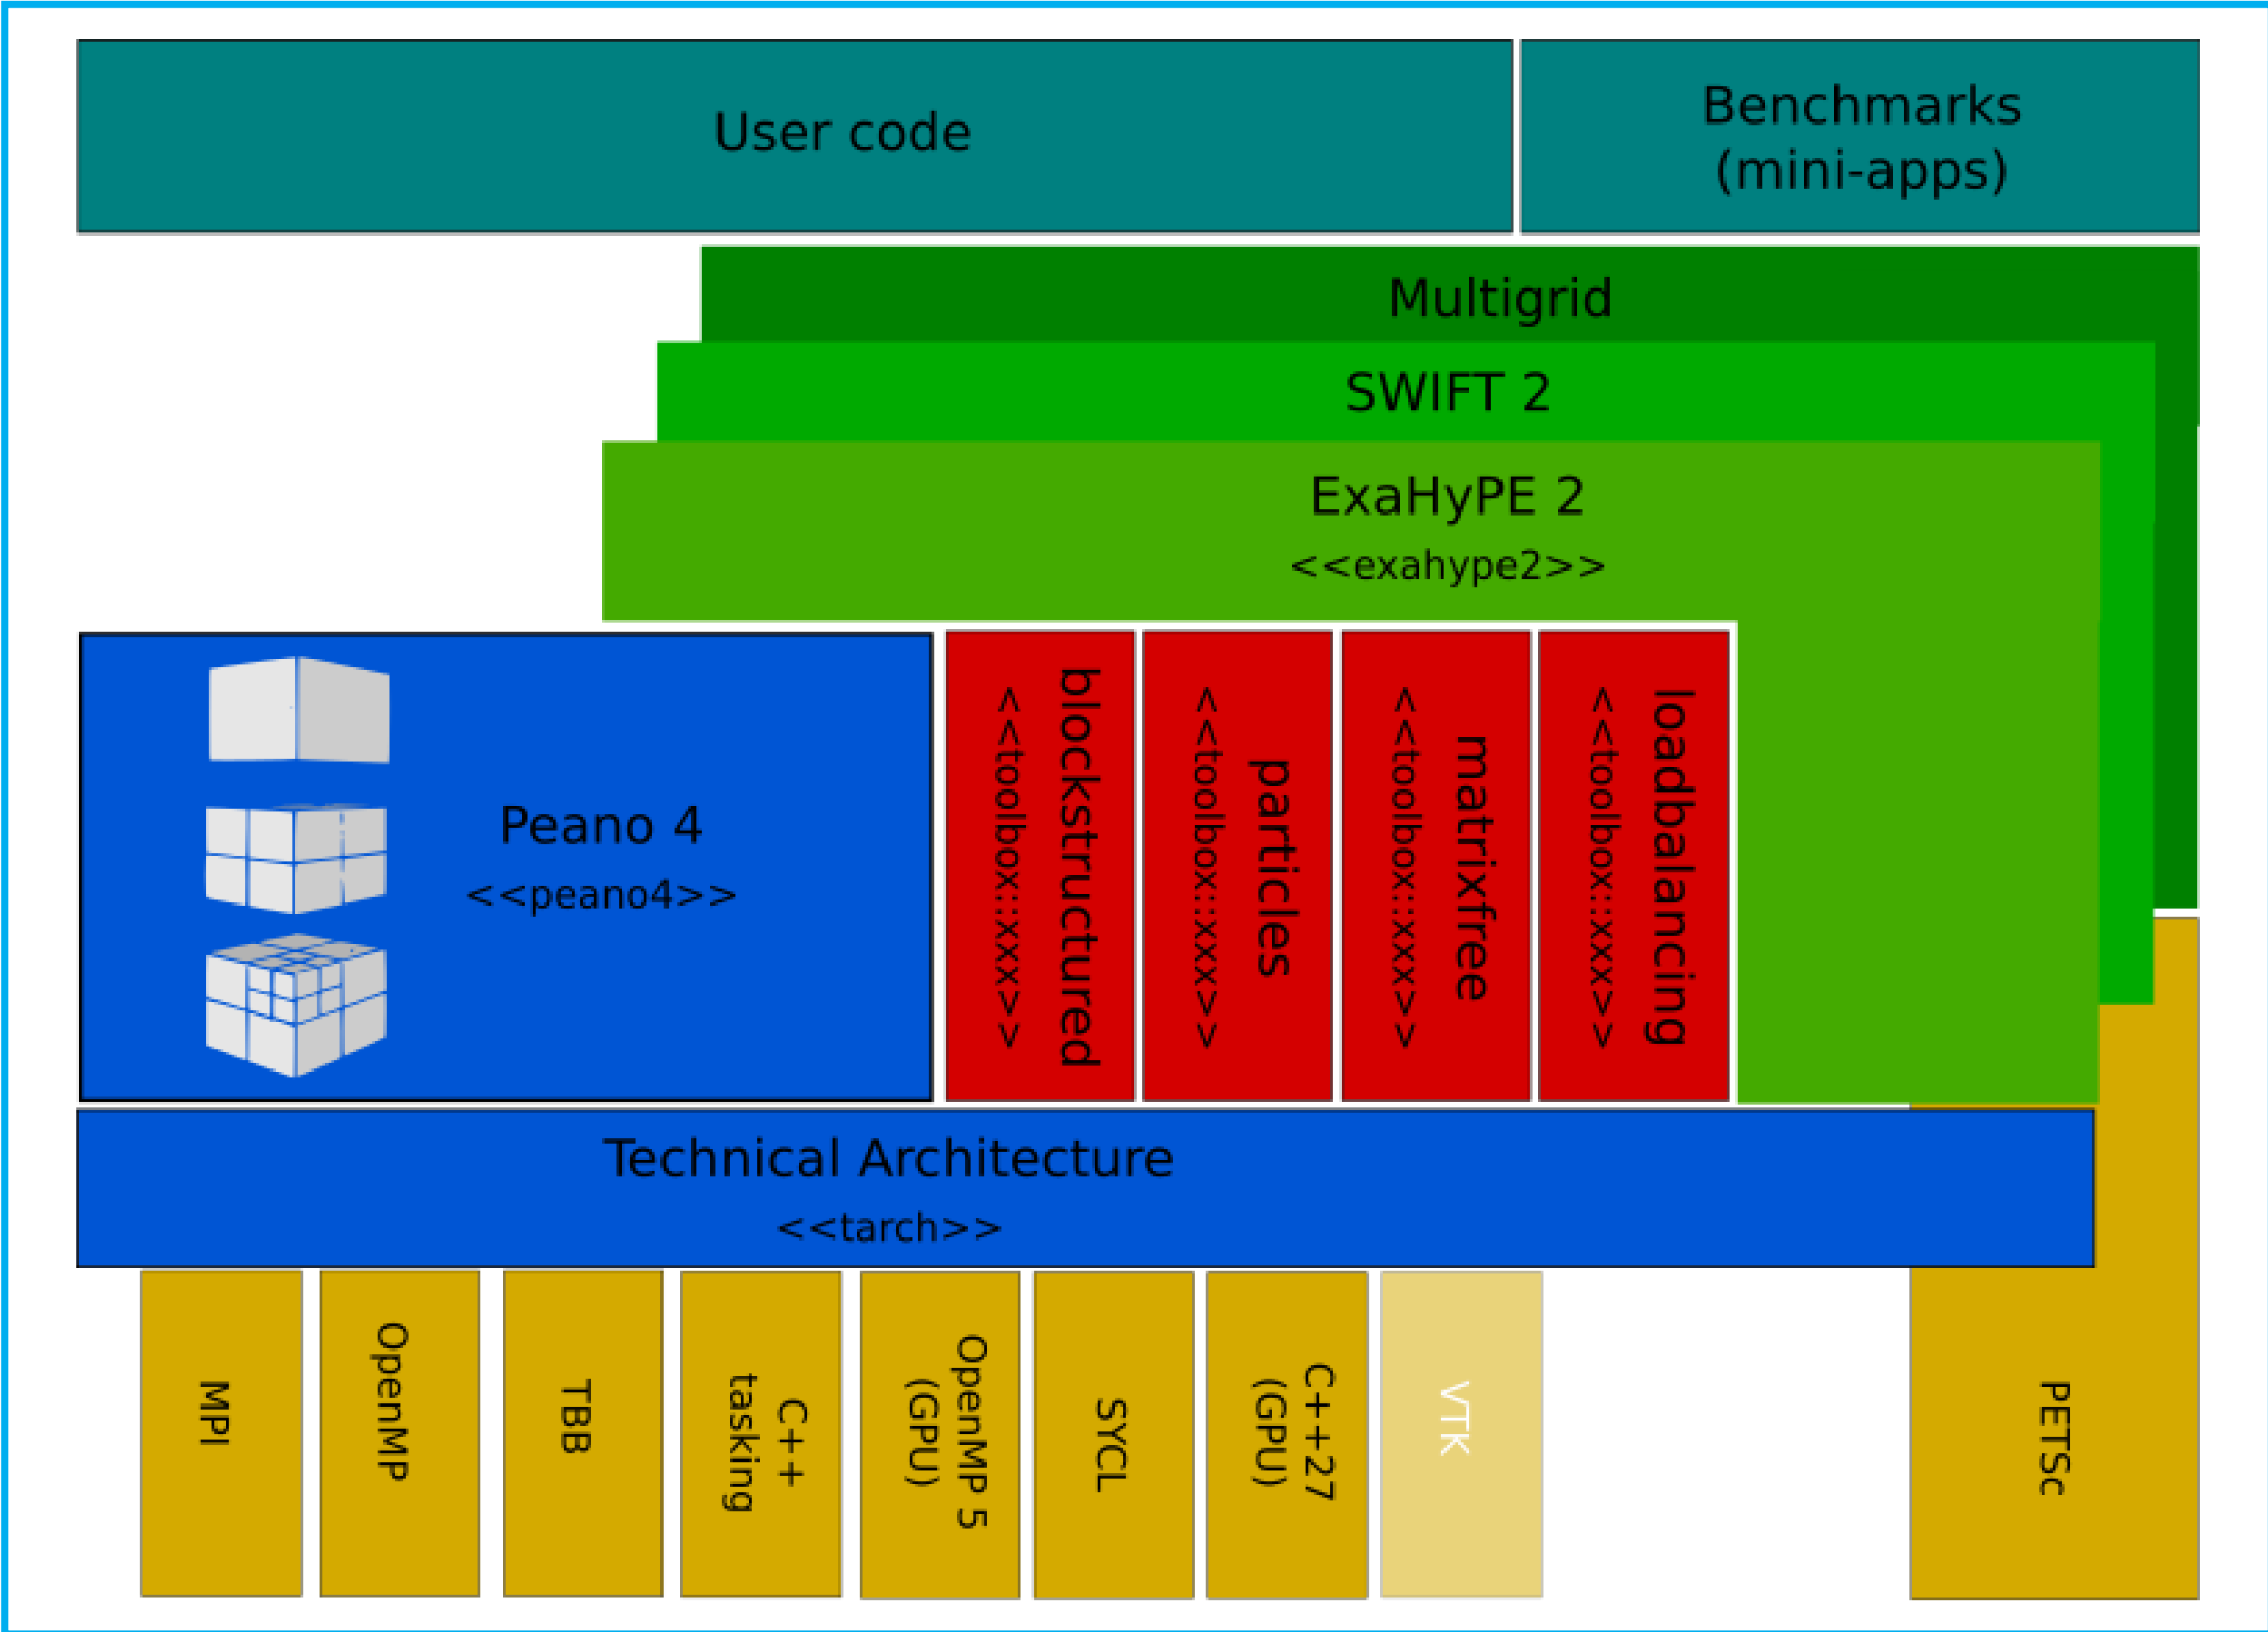 User code
Benchmarks
(mini-apps)
Multigrid
SWIFT 2
ExaHyPE 2
<<exahype2>>
Peano 4
<<peano4>>
blockstructured
<<toolbox::xxx>>
particles
<<toolbox::xxx>>
matrixfree
<<toolbox::xxx>>
loadbalancing
<<toolbox::xxx>>
Technical Architecture
<<tarch>>
MPI
OpenMP
TBB
C++
tasking
OpenMP 5
(GPU)
SYCL
C++27
(GPU)
VTK
PETSc